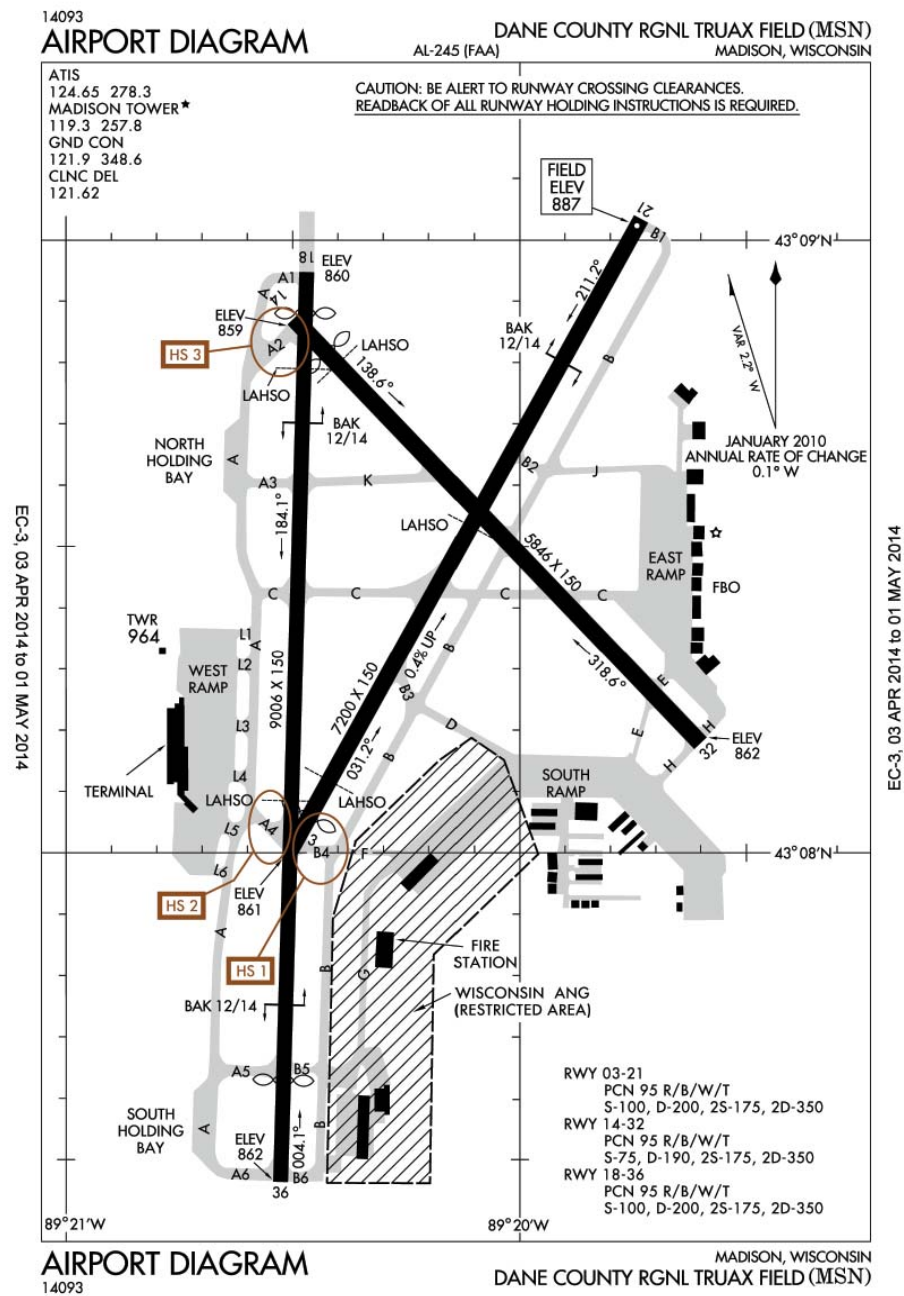 14093
AIRPORT DIAGRAM
AL-245 (FAA)
DANE COUNTY RGNL TRUAX FIELD (MSN)
MADISON, WISCONSIN
ATIS
124.65 278.3
MADISON TOWER★
119.3 257.8
GND CON
121.9 348.6
CLNC DEL
121.62
CAUTION: BE ALERT TO RUNWAY CROSSING CLEARANCES.
READBACK OF ALL RUNWAY HOLDING INSTRUCTIONS IS REQUIRED.
FIELD
ELEV
887
21
B1
43°09'N
18
ELEV
860
A1
A
14
ELEV
859
HS 3
A2
LAHSO
LAHSO
138.6°
211.2°
BAK
12/14
B
VAR 2.2° W
JANUARY 2010
ANNUAL RATE OF CHANGE
0.1° W
BAK
12/14
NORTH
HOLDING
BAY
A
A3
K
B2
J
184.1°
LAHSO
5846 X 150
EAST
RAMP
FBO
C
C
C
C
TWR
964
L1
A
L2
WEST
RAMP
L3
L4
TERMINAL
9006 X 150
7200 X 150
0.4% UP
B
B3
318.6°
E
E
H
32
H
ELEV
862
D
031.2°
B
SOUTH
RAMP
LAHSO
LAHSO
L5
A4
3
B4
F
43°08'N
L6
ELEV
861
HS 2
A
HS 1
B
G
FIRE
STATION
WISCONSIN ANG
(RESTRICTED AREA)
BAK 12/14
A5
B5
SOUTH
HOLDING
BAY
A
ELEV
862
004.1°
B
A6
B6
36
RWY 03-21
PCN 95 R/B/W/T
S-100, D-200, 2S-175, 2D-350
RWY 14-32
PCN 95 R/B/W/T
S-75, D-190, 2S-175, 2D-350
RWY 18-36
PCN 95 R/B/W/T
S-100, D-200, 2S-175, 2D-350
89°21'W
89°20'W
EC-3, 03 APR 2014 to 01 MAY 2014
EC-3, 03 APR 2014 to 01 MAY 2014
AIRPORT DIAGRAM
14093
MADISON, WISCONSIN
DANE COUNTY RGNL TRUAX FIELD (MSN)